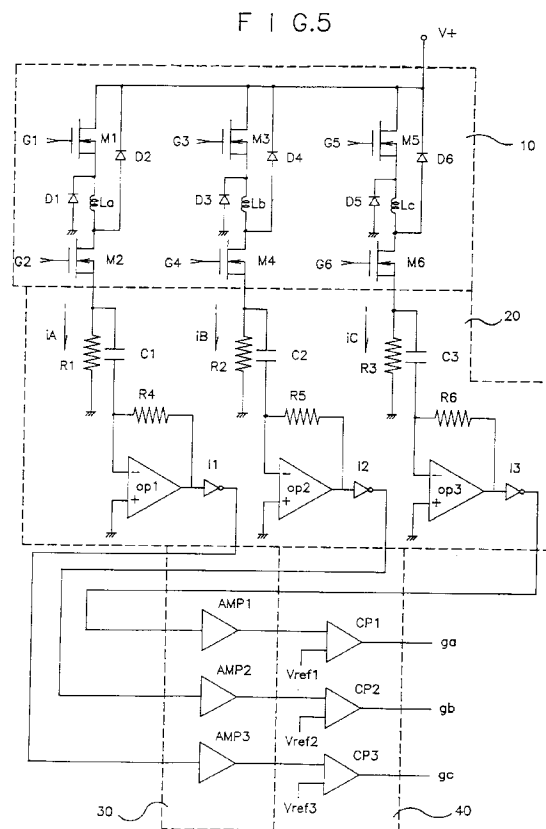 F i G.5
V+
10
G1 M1 D2 G3 M3 D4 G5 M5 D6
D1 La D3 Lb D5 Lc
G2 M2 G4 M4 G6 M6
20
iA R1 C1 iB R2 C2 iC R3 C3
R4 R5 R6
− op1 + I1 − op2 + I2 − op3 + I3
AMP1 CP1 ga
Vref1
AMP2 CP2 gb
Vref2
AMP3 CP3 gc
Vref3
30 40